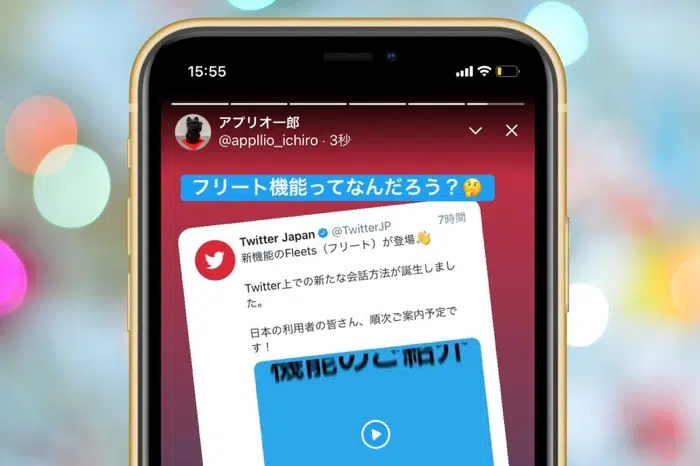 15:55
アプリオ一郎
@appllio_ichiro · 3秒
フリート機能ってなんだろう？🤔
Twitter Japan @TwitterJP 7時間
新機能のFleets（フリート）が登場👋
Twitter上での新たな会話方法が誕生しまし
た。
日本の利用者の皆さん、順次ご案内予定で
す！
機能のご紹介